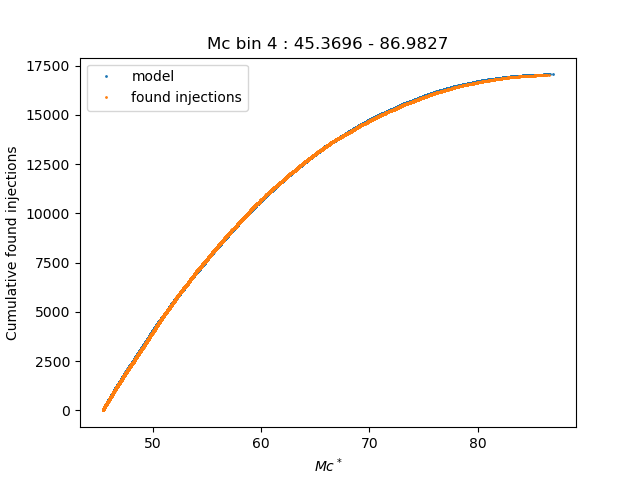 Mc bin 4 : 45.3696 - 86.9827
17500
15000
12500
10000
7500
5000
2500
0
Cumulative found injections
model
found injections
50 60 70 80
Mc*